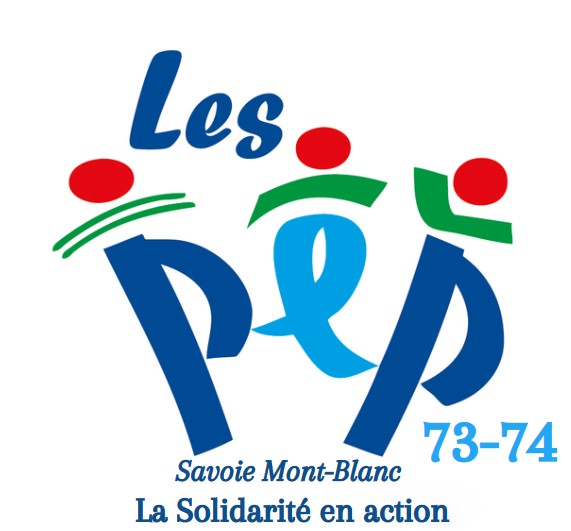 Les
pep
73-74
Savoie Mont-Blanc
La Solidarité en action